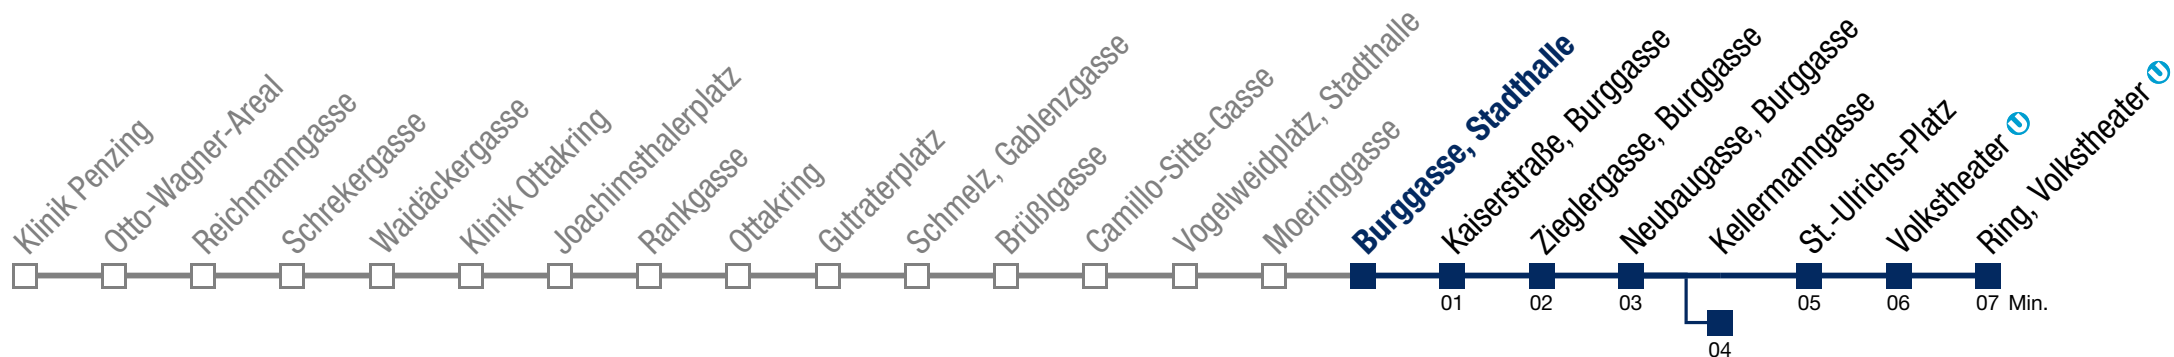 Klinik Penzing
Otto-Wagner-Areal
Reichmanngasse
Schrekergasse
Waidäckergasse
Klinik Ottakring
Joachimsthalerplatz
Rankgasse
Ottakring
Gutraterplatz
Schmelz, Gablenzgasse
Brüßlgasse
Camillo-Sitte-Gasse
Vogelweidplatz, Stadthalle
Moeringgasse
Burggasse, Stadthalle
Kaiserstraße, Burggasse
Zieglergasse, Burggasse
Neubaugasse, Burggasse
Kellermanngasse
St.-Ulrichs-Platz
Volkstheater U
Ring, Volkstheater U
01 02 03 05 06 07 Min.
04